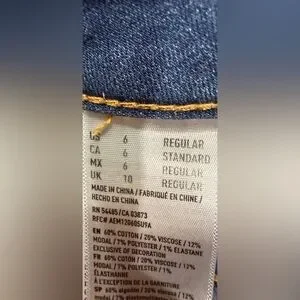 US 6 REGULAR
CA 6 STANDARD
MX 6 REGULAR
UK 10 REGULAR
MADE IN CHINA / FABRIQUÉ EN CHINE /
HECHO EN CHINA
RN 54485/CA 03873
RFC# AEM120605U9A
EN 60% COTTON / 20% VISCOSE / 12%
MODAL / 7% POLYESTER / 1% ELASTANE
EXCLUSIVE OF DECORATION
FR 60% COTON / 20% VISCOSE / 12%
MODAL / 7% POLYESTER / 1%
ÉLASTHANNE
À L'EXCEPTION DE LA GARNITURE
SP 60% algodón / 20% viscosa / 12%